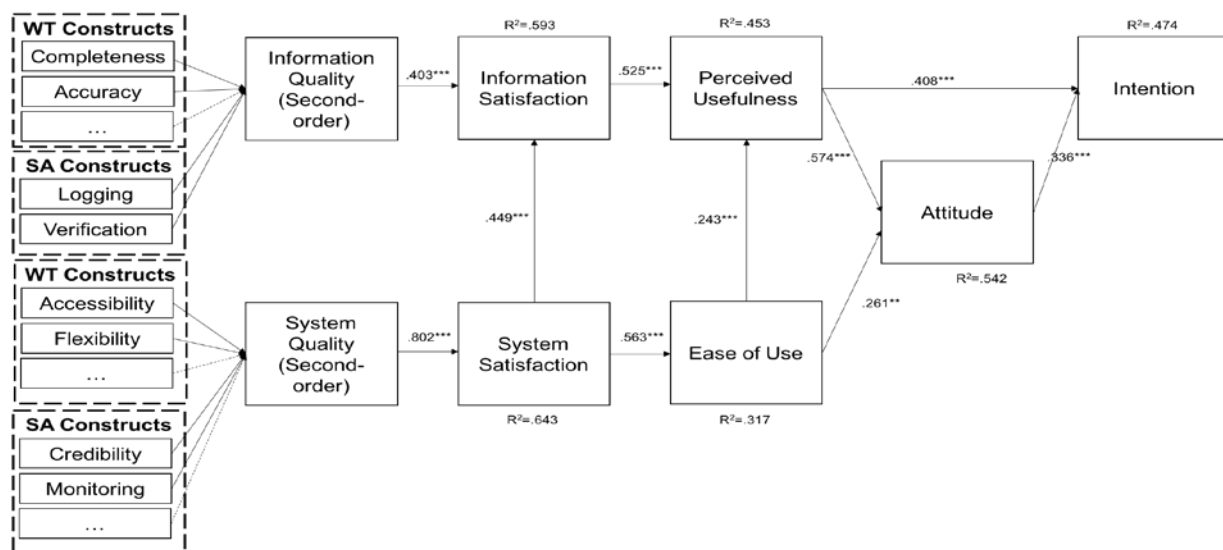 WT Constructs
Completeness
Accuracy
...
SA Constructs
Logging
Verification
WT Constructs
Accessibility
Flexibility
...
SA Constructs
Credibility
Monitoring
...
Information
Quality
(Second-
order)
.403***
R²=.593
Information
Satisfaction
.525***
R²=.453
Perceived
Usefulness
.408***
R²=.474
Intention
.574***
.336***
.449***
.243***
Attitude
R²=.542
.261**
System
Quality
(Second-
order)
.802***
System
Satisfaction
R²=.643
.563***
Ease of Use
R²=.317